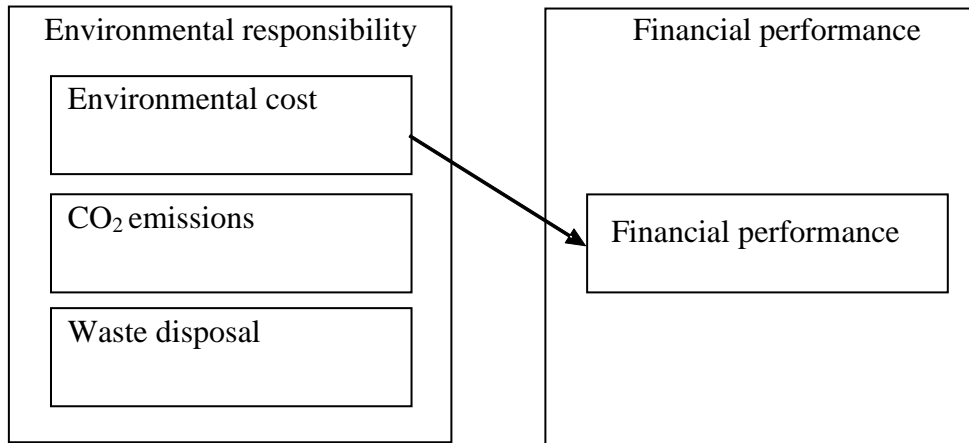 Environmental responsibility
Environmental cost
CO₂ emissions
Waste disposal
Financial performance
Financial performance